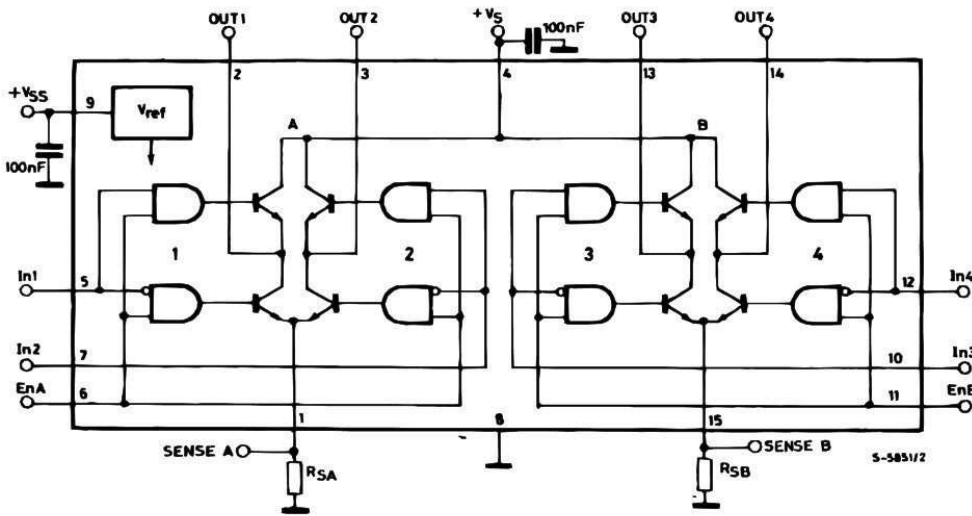 OUT1
OUT2
+VS
100nF
OUT3
OUT4
2
3
4
13
14
+VSS
9
Vref
100nF
A
B
1
2
3
4
In1
5
12
In4
In2
7
10
In3
EnA
6
11
EnB
1
8
15
SENSE A
SENSE B
RSA
RSB
S-5851/2